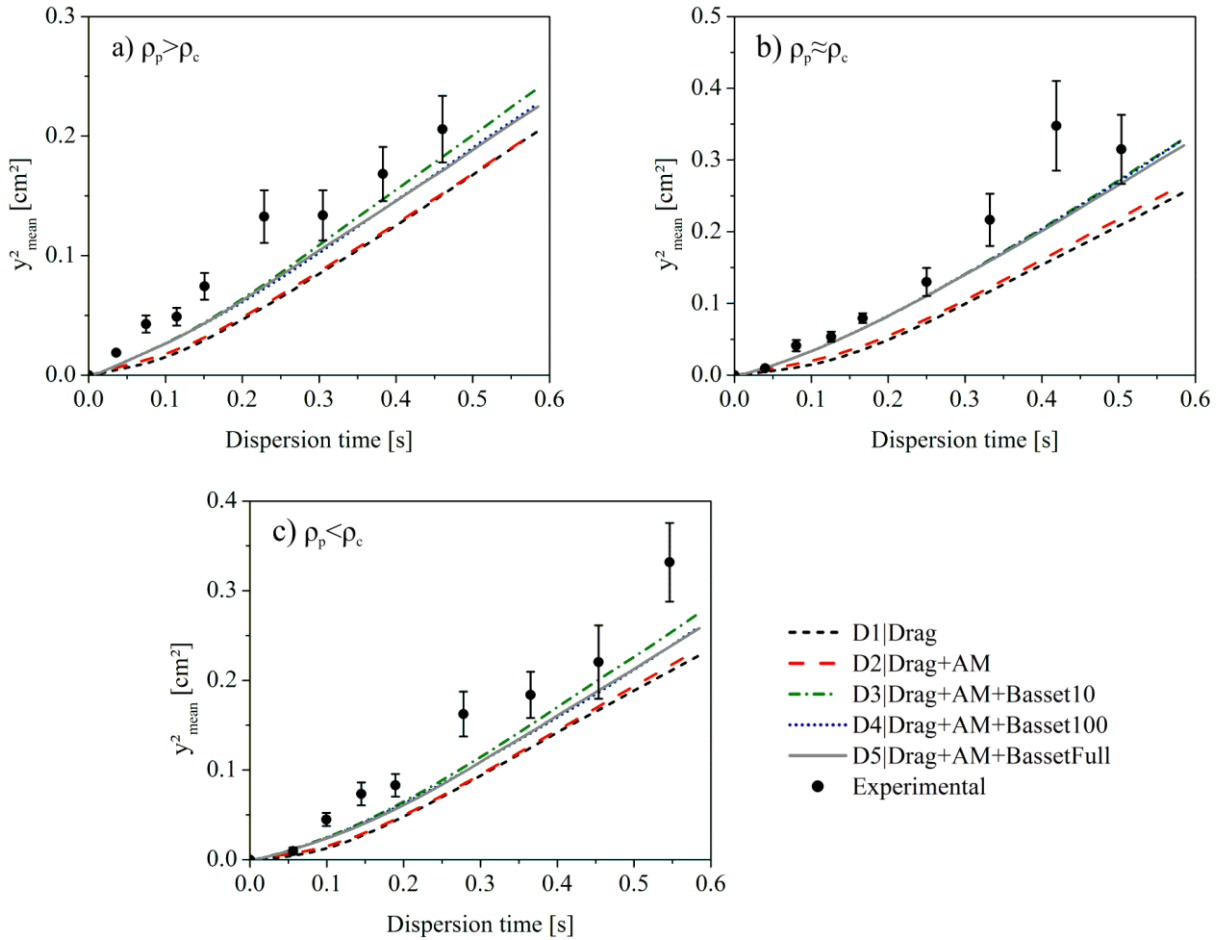 a) ρp>ρc
0.3
0.2
0.1
0.0
y²mean [cm²]
0.0 0.1 0.2 0.3 0.4 0.5 0.6
Dispersion time [s]
b) ρp≈ρc
0.5
0.4
0.3
0.2
0.1
0.0
y²mean [cm²]
0.0 0.1 0.2 0.3 0.4 0.5 0.6
Dispersion time [s]
c) ρp<ρc
0.4
0.3
0.2
0.1
0.0
y²mean [cm²]
0.0 0.1 0.2 0.3 0.4 0.5 0.6
Dispersion time [s]
D1|Drag
D2|Drag+AM
D3|Drag+AM+Basset10
D4|Drag+AM+Basset100
D5|Drag+AM+BassetFull
Experimental